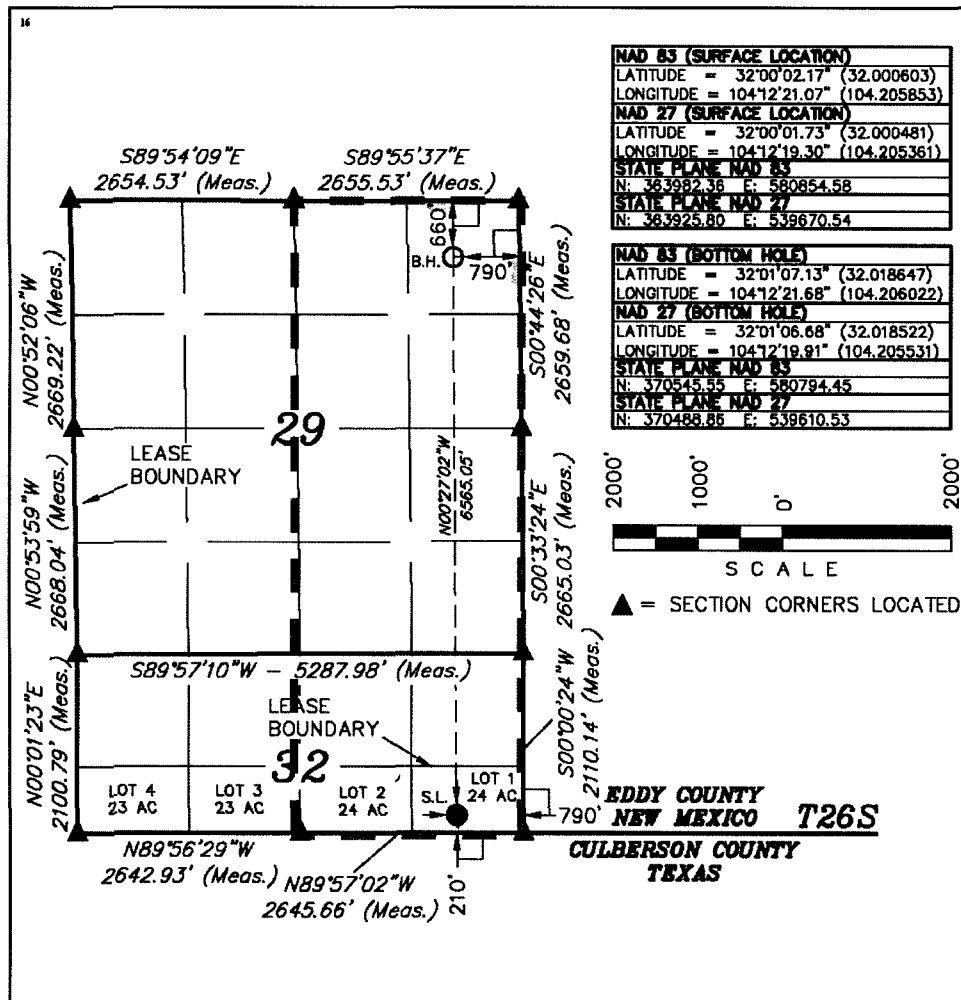 16
NAD 83 (SURFACE LOCATION)
LATITUDE = 32°00'02.17" (32.000603)
LONGITUDE = 104°12'21.07" (104.205853)
NAD 27 (SURFACE LOCATION)
LATITUDE = 32°00'01.73" (32.000481)
LONGITUDE = 104°12'19.30" (104.205361)
STATE PLANE NAD 83
N: 363982.36 E: 580854.58
STATE PLANE NAD 27
N: 363925.80 E: 539670.54
NAD 83 (BOTTOM HOLE)
LATITUDE = 32°01'07.13" (32.018647)
LONGITUDE = 104°12'21.68" (104.206022)
NAD 27 (BOTTOM HOLE)
LATITUDE = 32°01'06.68" (32.018522)
LONGITUDE = 104°12'19.91" (104.205531)
STATE PLANE NAD 83
N: 370545.55 E: 580794.45
STATE PLANE NAD 27
N: 370488.86 E: 539610.53
S89°54'09"E
2654.53' (Meas.)
S89°55'37"E
2655.53' (Meas.)
660'
B.H.
790'
N00°52'06"W
2669.22' (Meas.)
S00°44'26"E
2659.68' (Meas.)
29
LEASE
BOUNDARY
N00°27'02"W
6565.05'
N00°53'59"W
2668.04' (Meas.)
S00°33'24"E
2665.03' (Meas.)
2000'
1000'
0'
2000'
SCALE
▲ = SECTION CORNERS LOCATED
S89°57'10"W - 5287.98' (Meas.)
LEASE
BOUNDARY
N00°01'23"E
2100.79' (Meas.)
S00°00'24"W
2110.14' (Meas.)
32
LOT 4
23 AC
LOT 3
23 AC
LOT 2
24 AC
LOT 1
24 AC
S.L.
790'
EDDY COUNTY
NEW MEXICO
T26S
CULBERSON COUNTY
TEXAS
N89°56'29"W
2642.93' (Meas.)
N89°57'02"W
2645.66' (Meas.)
210'